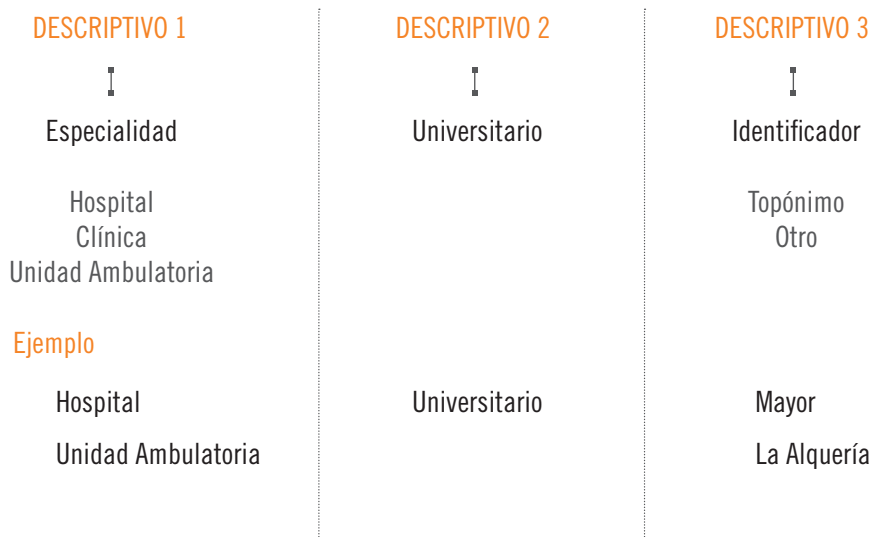 DESCRIPTIVO 1 DESCRIPTIVO 2 DESCRIPTIVO 3
Especialidad Universitario Identificador
Hospital Topónimo
Clínica Otro
Unidad Ambulatoria
Ejemplo
Hospital Universitario Mayor
Unidad Ambulatoria La Alquería